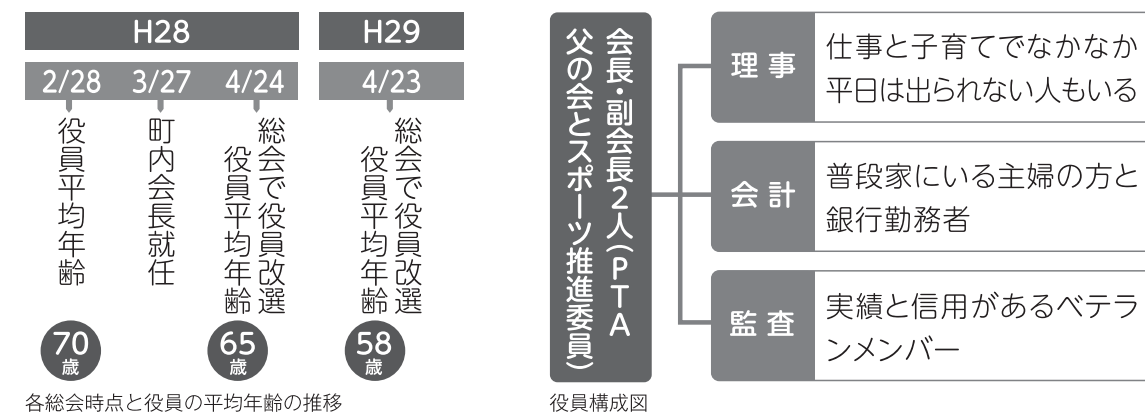 H28
H29
2/28
3/27
4/24
4/23
役員平均年齢
町内会長就任
総会で役員改選
役員平均年齢
総会で役員改選
役員平均年齢
70
歳
65
歳
58
歳
各総会時点と役員の平均年齢の推移
会長・副会長2人(PTA
父の会とスポーツ推進委員)
理事
仕事と子育てでなかなか
平日は出られない人もいる
会計
普段家にいる主婦の方と
銀行勤務者
監査
実績と信用があるベテラ
ンメンバー
役員構成図